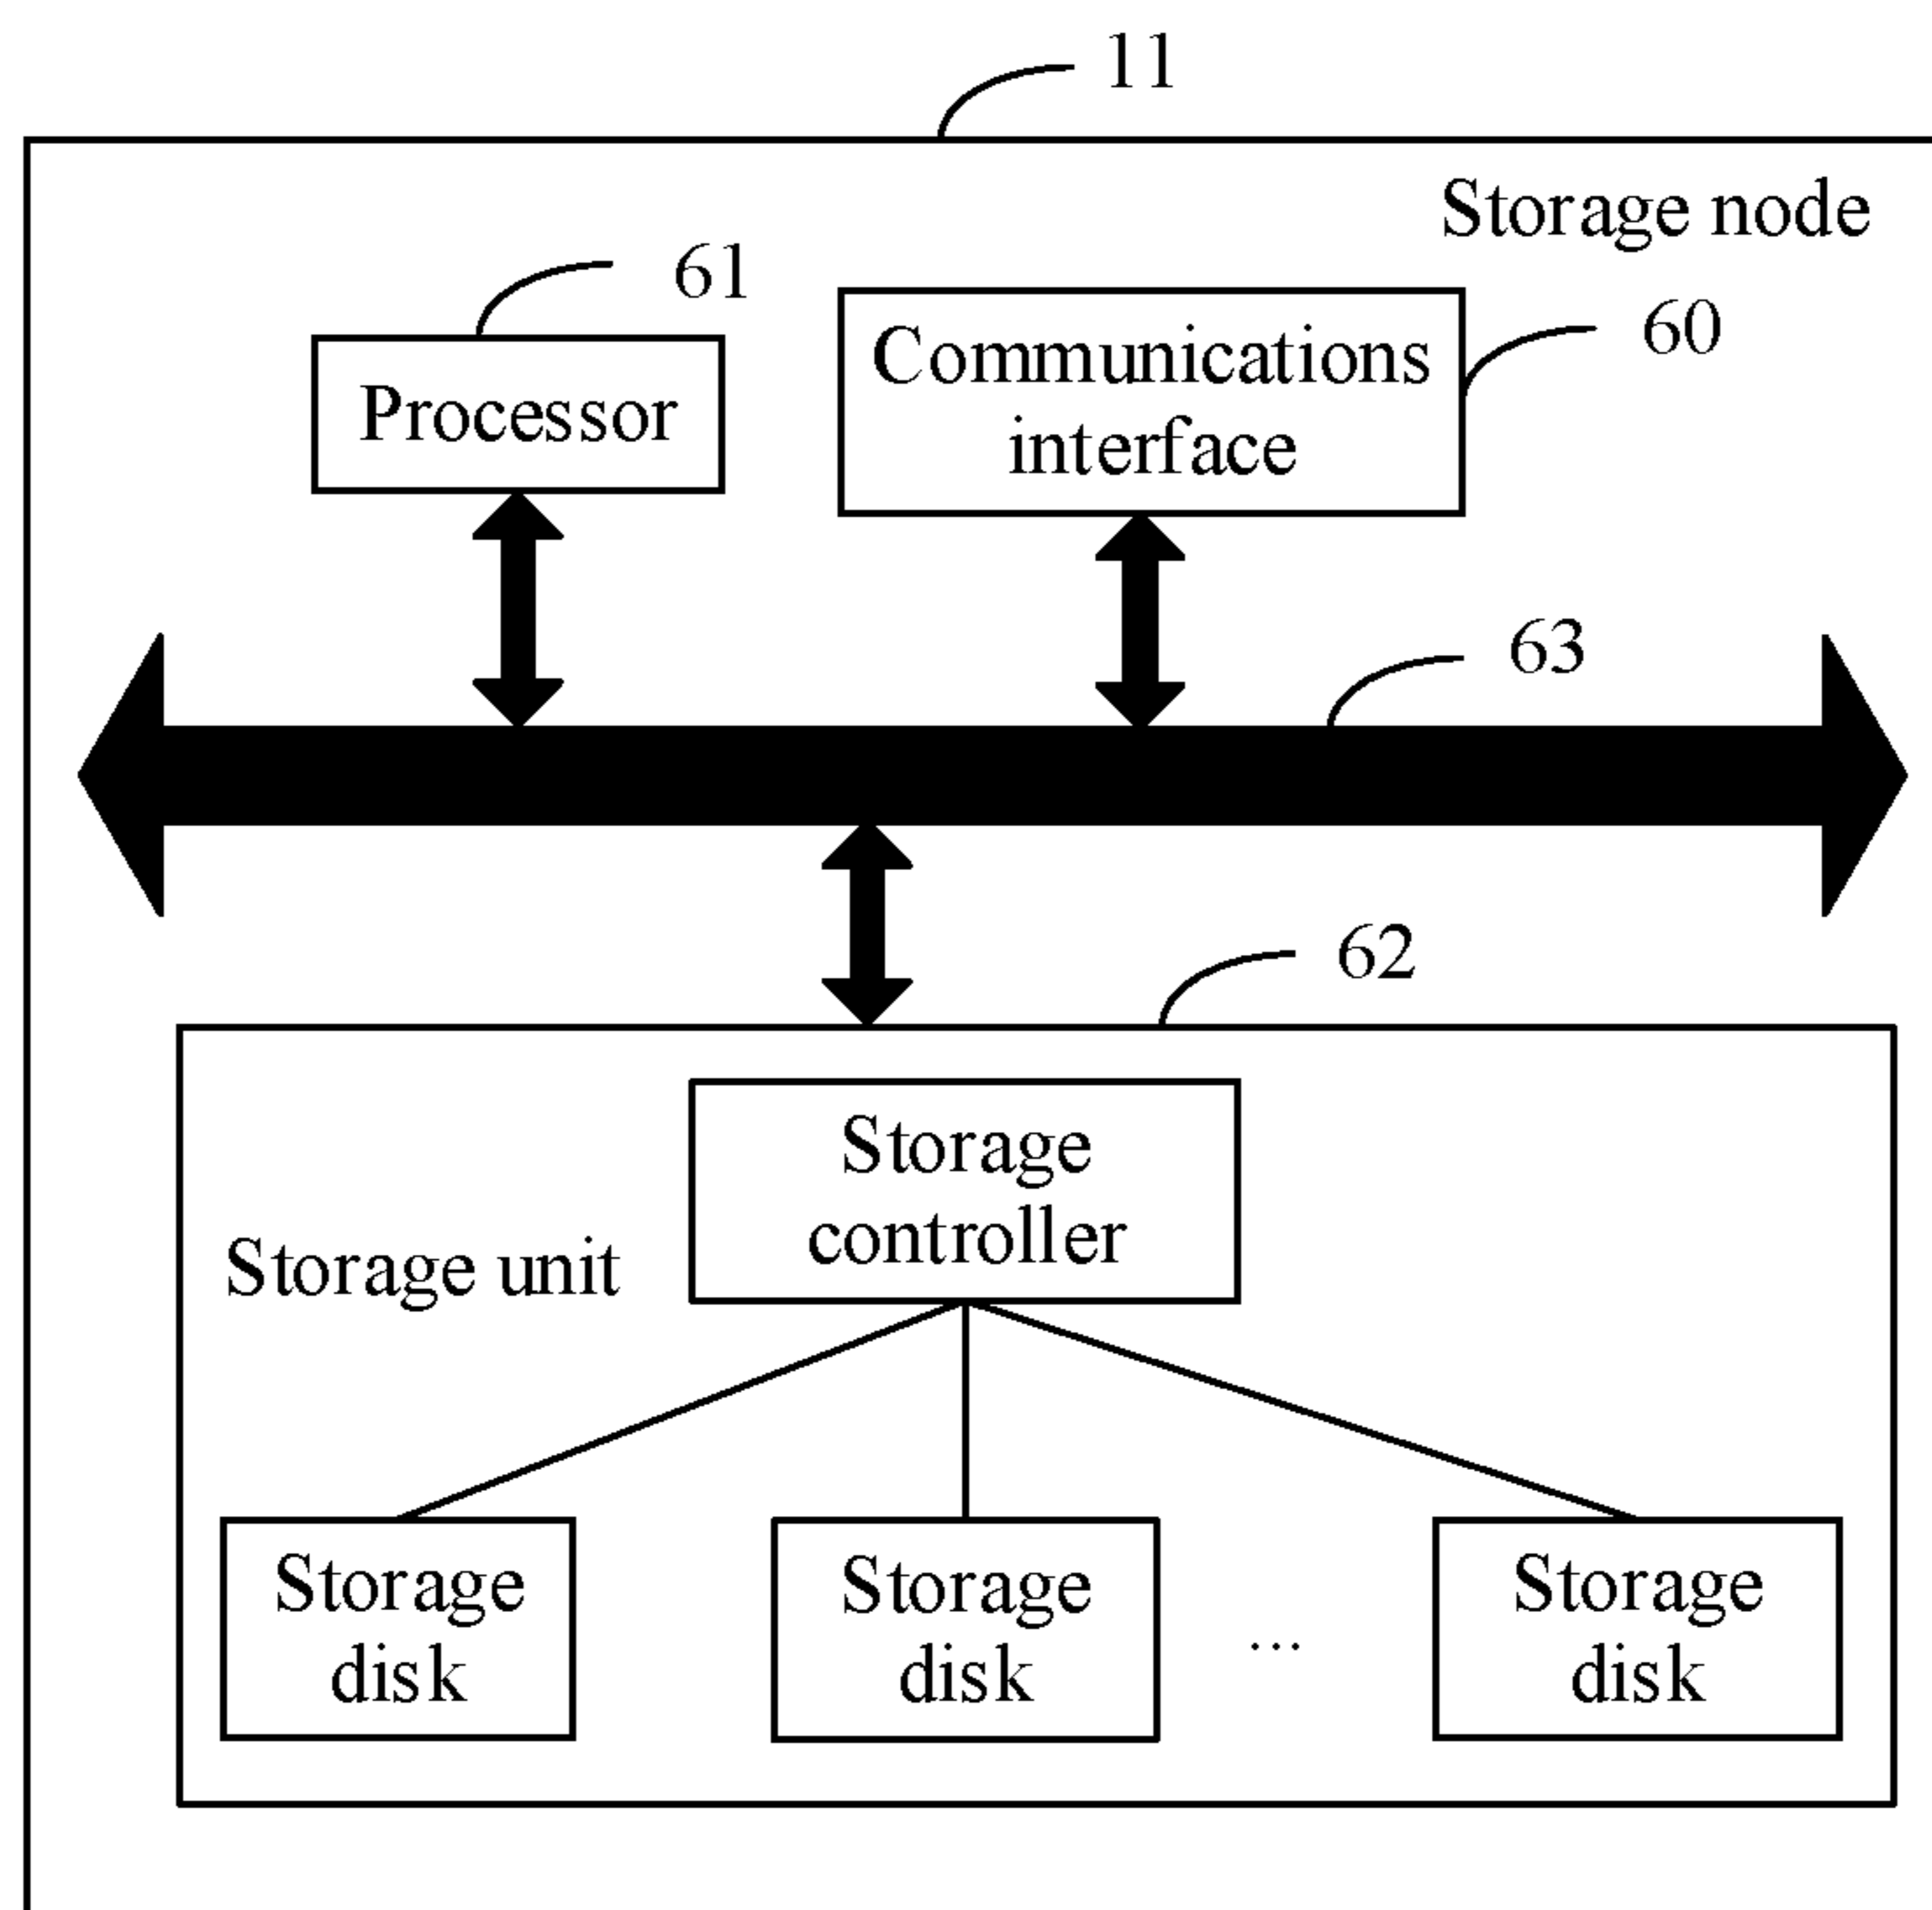 11
Storage node
61
60
Processor
Communications
interface
63
62
Storage
controller
Storage unit
Storage
disk
Storage
disk
...
Storage
disk